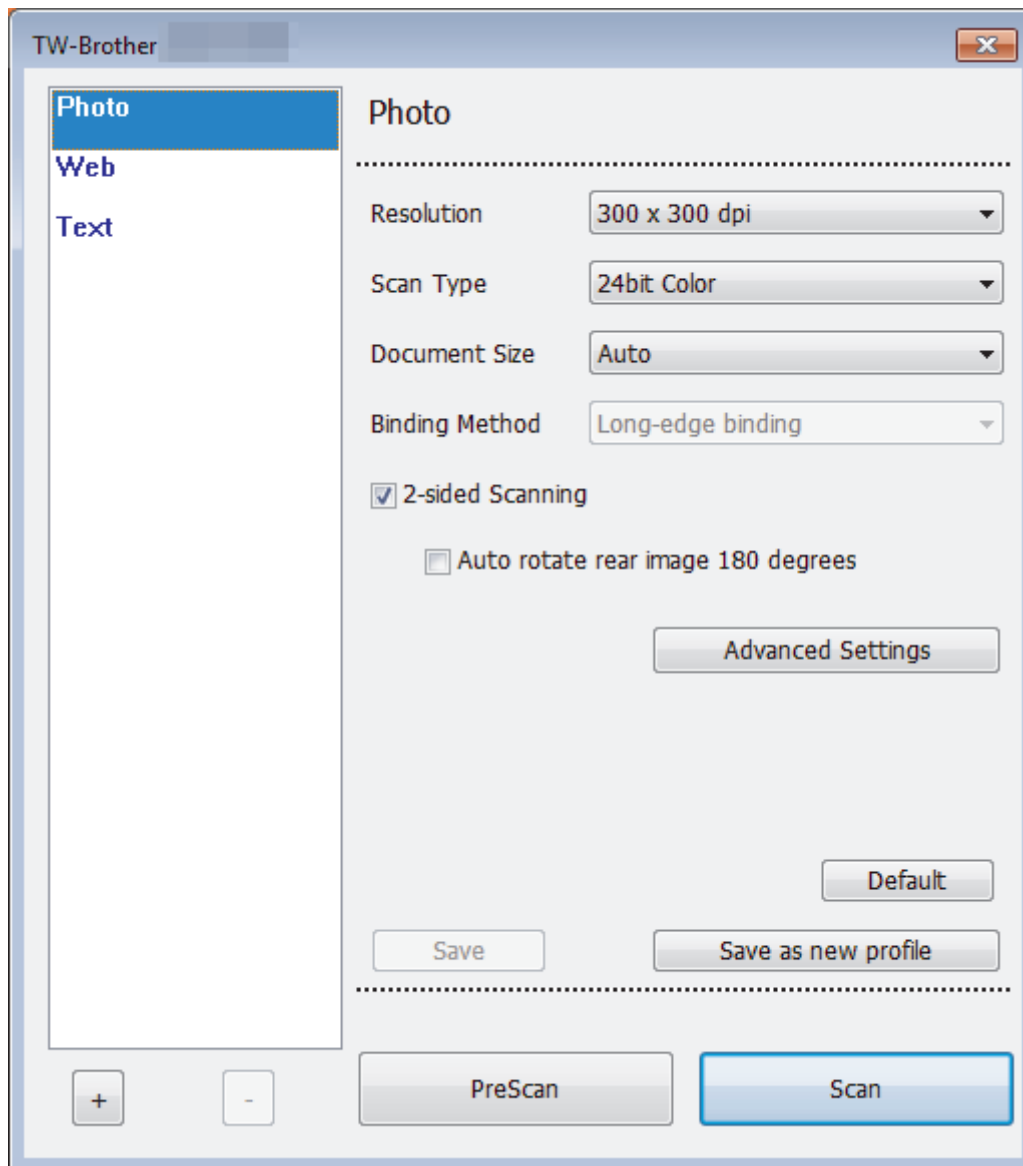 TW-Brother
Photo
Web
Text
Photo
Resolution 300 x 300 dpi
Scan Type 24bit Color
Document Size Auto
Binding Method Long-edge binding
2-sided Scanning
Auto rotate rear image 180 degrees
Advanced Settings
Default
Save Save as new profile
+ - PreScan Scan